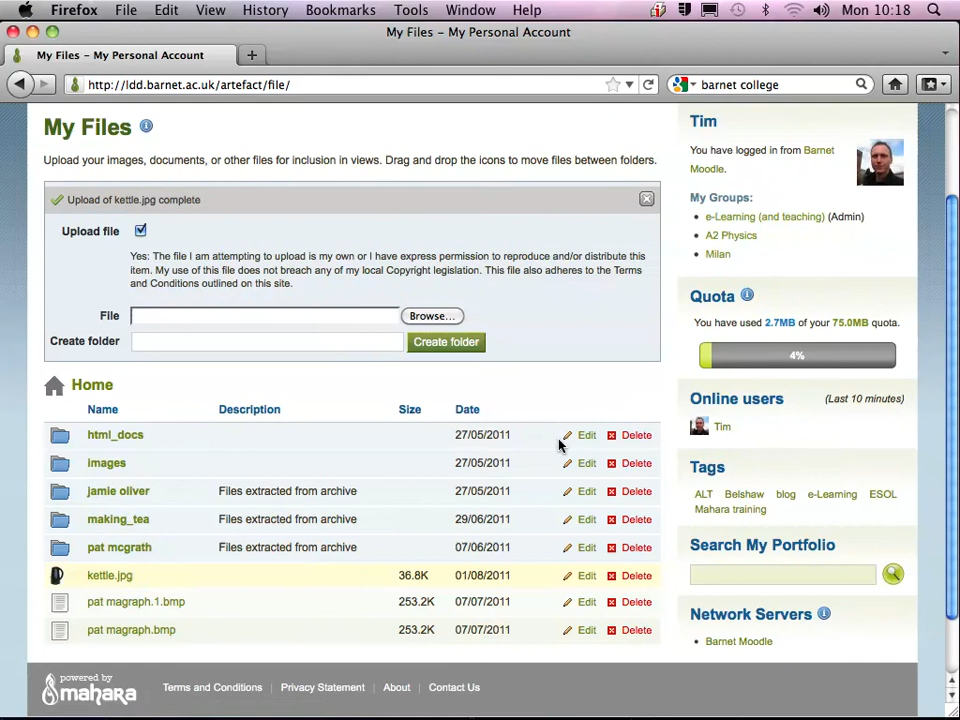 Firefox File Edit View History Bookmarks Tools Window Help Mon 10:18
My Files – My Personal Account
My Files – My Personal Account
http://ldd.barnet.ac.uk/artefact/file/ barnet college
My Files
Upload your images, documents, or other files for inclusion in views. Drag and drop the icons to move files between folders.
Upload of kettle.jpg complete
Upload file
Yes: The file I am attempting to upload is my own or I have express permission to reproduce and/or distribute this
item. My use of this file does not breach any of my local Copyright legislation. This file also adheres to the Terms
and Conditions outlined on this site.
File Browse...
Create folder Create folder
Home
Name Description Size Date
html_docs 27/05/2011 Edit Delete
images 27/05/2011 Edit Delete
jamie oliver Files extracted from archive 27/05/2011 Edit Delete
making_tea Files extracted from archive 29/06/2011 Edit Delete
pat mcgrath Files extracted from archive 07/06/2011 Edit Delete
kettle.jpg 36.8K 01/08/2011 Edit Delete
pat magraph.1.bmp 253.2K 07/07/2011 Edit Delete
pat magraph.bmp 253.2K 07/07/2011 Edit Delete
Tim
You have logged in from Barnet
Moodle.
My Groups:
e-Learning (and teaching) (Admin)
A2 Physics
Milan
Quota
You have used 2.7MB of your 75.0MB quota.
4%
Online users (Last 10 minutes)
Tim
Tags
ALT Belshaw blog e-Learning ESOL
Mahara training
Search My Portfolio
Network Servers
Barnet Moodle
powered by
mahara
Terms and Conditions Privacy Statement About Contact Us